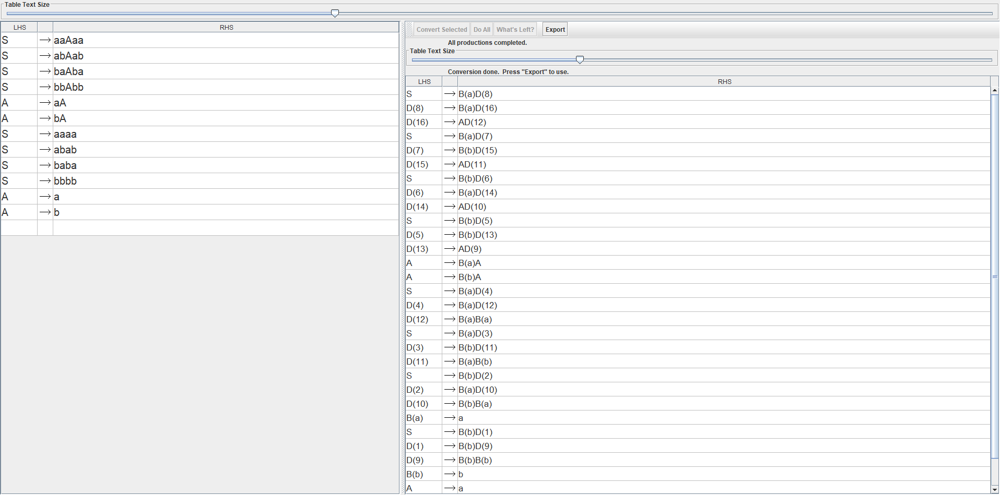 Table Text Size
LHS RHS
S → aaAaa
S → abAab
S → baAba
S → bbAbb
A → aA
A → bA
S → aaaa
S → abab
S → baba
S → bbbb
A → a
A → b
Convert Selected Do All What's Left? Export
All productions completed.
Table Text Size
Conversion done. Press "Export" to use.
LHS RHS
S → B(a)D(8)
D(8) → B(a)D(16)
D(16) → AD(12)
S → B(a)D(7)
D(7) → B(b)D(15)
D(15) → AD(11)
S → B(b)D(6)
D(6) → B(a)D(14)
D(14) → AD(10)
S → B(b)D(5)
D(5) → B(b)D(13)
D(13) → AD(9)
A → B(a)A
A → B(b)A
S → B(a)D(4)
D(4) → B(a)D(12)
D(12) → B(a)B(a)
S → B(a)D(3)
D(3) → B(b)D(11)
D(11) → B(a)B(b)
S → B(b)D(2)
D(2) → B(a)D(10)
D(10) → B(b)B(a)
B(a) → a
S → B(b)D(1)
D(1) → B(b)D(9)
D(9) → B(b)B(b)
B(b) → b
A → a